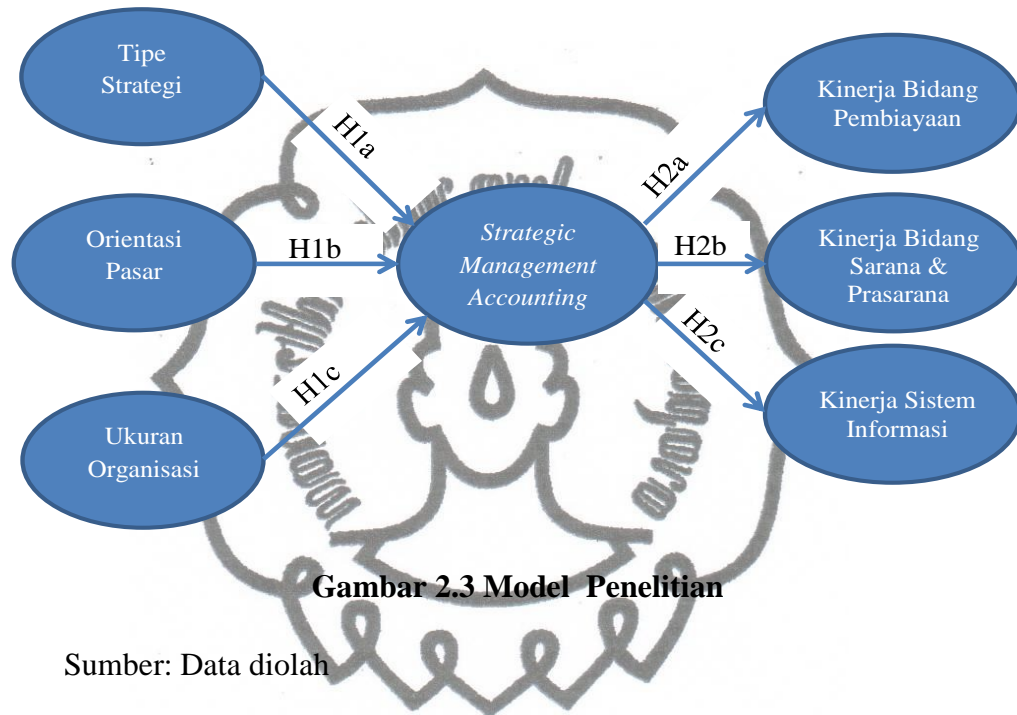 Tipe
Strategi
H1a
Orientasi
Pasar
H1b
Ukuran
Organisasi
H1c
Strategic
Management
Accounting
H2a
Kinerja Bidang
Pembiayaan
H2b
Kinerja Bidang
Sarana &
Prasarana
H2c
Kinerja Sistem
Informasi
Gambar 2.3 Model Penelitian
Sumber: Data diolah